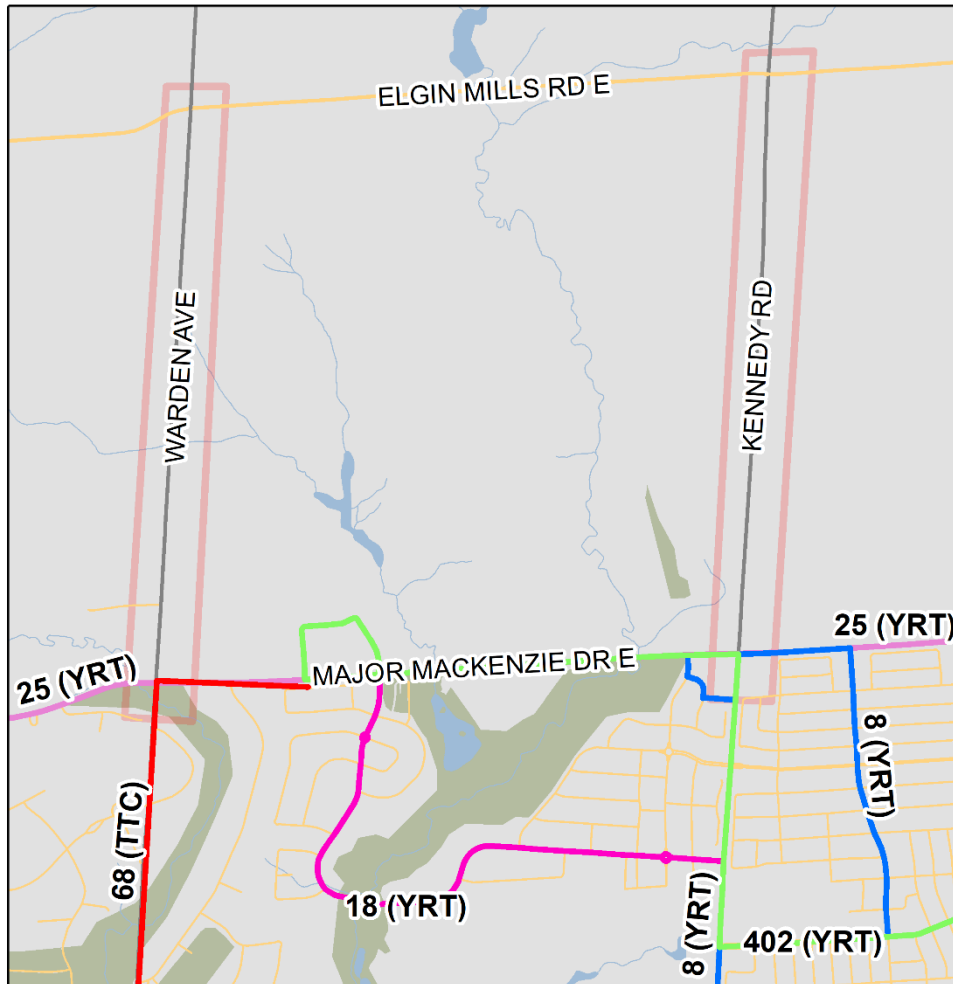 ELGIN MILLS RD E
WARDEN AVE
KENNEDY RD
25 (YRT)
MAJOR MACKENZIE DR E
25 (YRT)
8 (YRT)
68 (TTC)
18 (YRT)
8 (YRT)
402 (YRT)